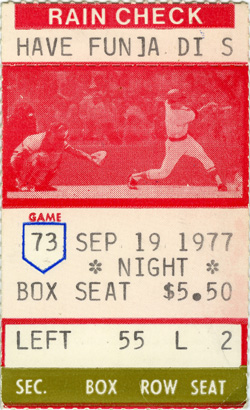 RAIN CHECK
HAVE FUN]A DI S
GAME
73 SEP 19 1977
* NIGHT *
BOX SEAT $5.50
LEFT 55 L 2
SEC. BOX ROW SEAT